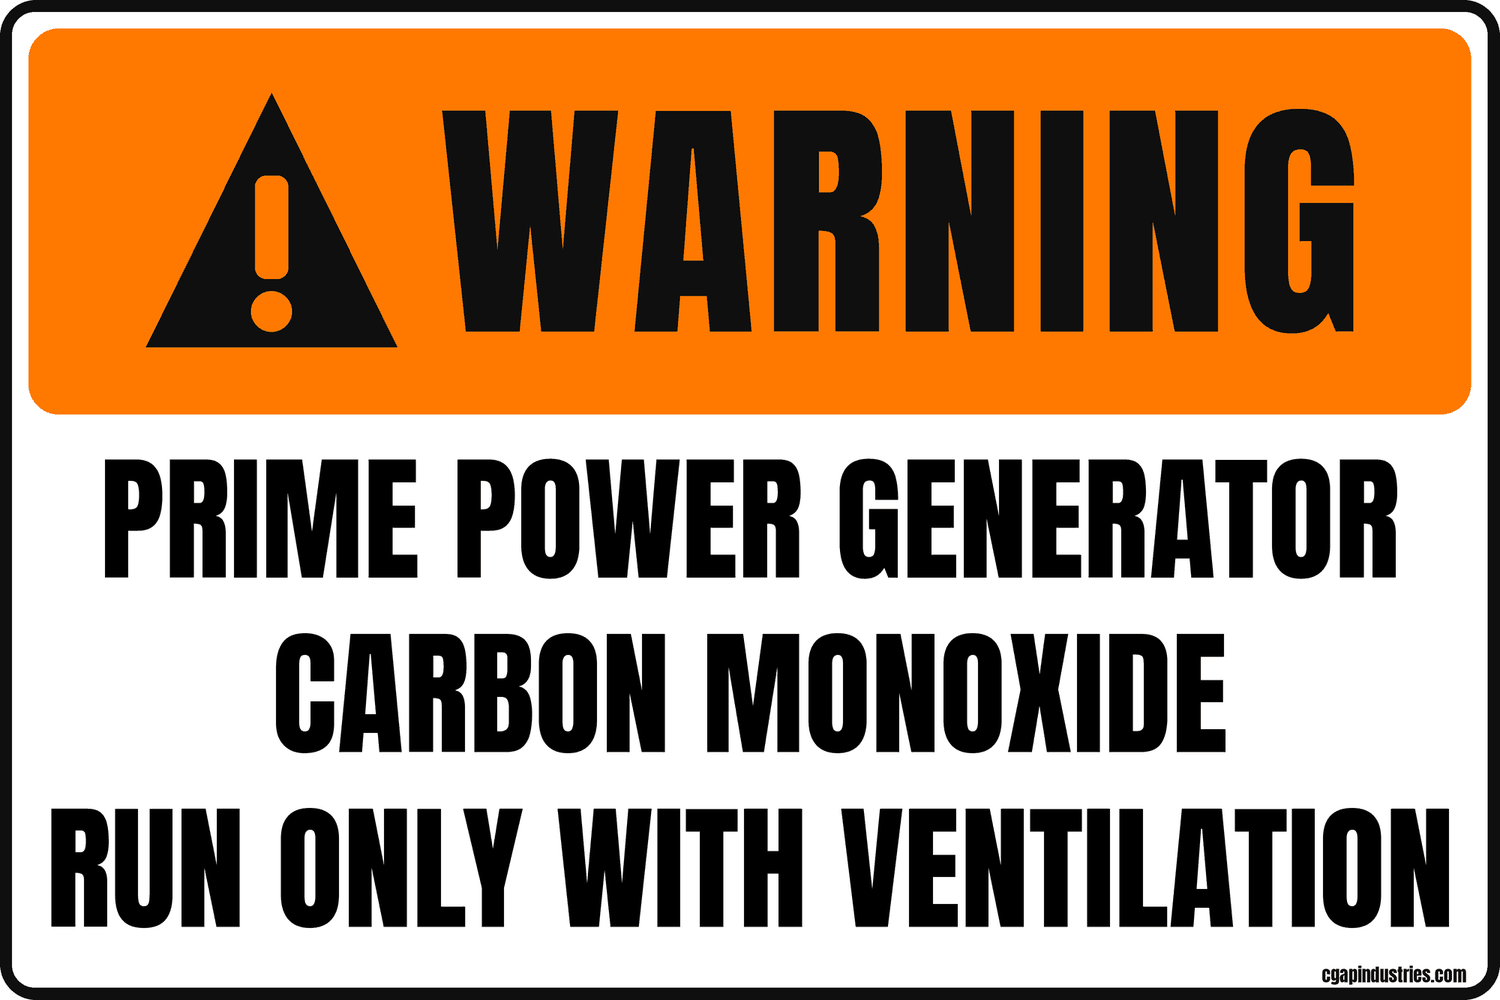 WARNING
PRIME POWER GENERATOR
CARBON MONOXIDE
RUN ONLY WITH VENTILATION
cgapindustries.com